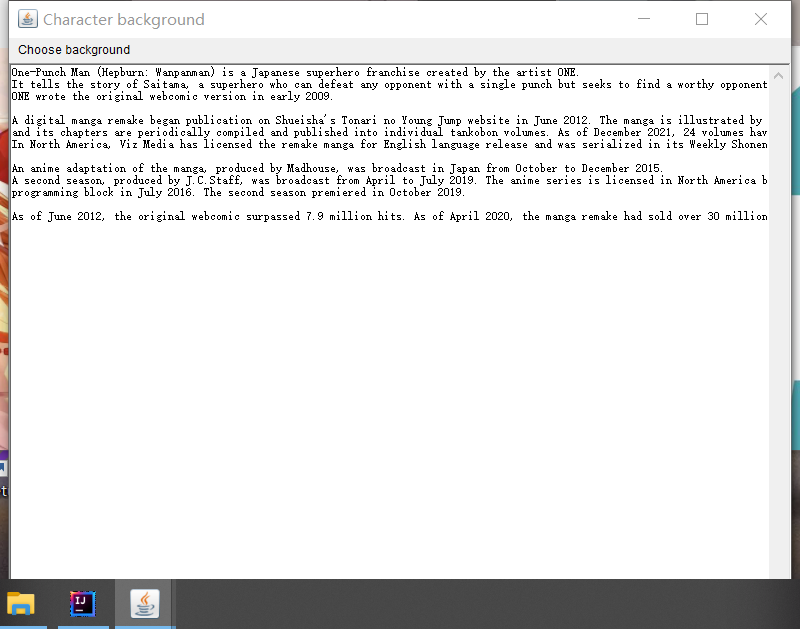 Character background
Choose background
One-Punch Man (Hepburn: Wanpanman) is a Japanese superhero franchise created by the artist ONE.
It tells the story of Saitama, a superhero who can defeat any opponent with a single punch but seeks to find a worthy opponent
ONE wrote the original webcomic version in early 2009.
A digital manga remake began publication on Shueisha's Tonari no Young Jump website in June 2012. The manga is illustrated by
and its chapters are periodically compiled and published into individual tankobon volumes. As of December 2021, 24 volumes hav
In North America, Viz Media has licensed the remake manga for English language release and was serialized in its Weekly Shonen
An anime adaptation of the manga, produced by Madhouse, was broadcast in Japan from October to December 2015.
A second season, produced by J.C.Staff, was broadcast from April to July 2019. The anime series is licensed in North America b
programming block in July 2016. The second season premiered in October 2019.
As of June 2012, the original webcomic surpassed 7.9 million hits. As of April 2020, the manga remake had sold over 30 million
IJ